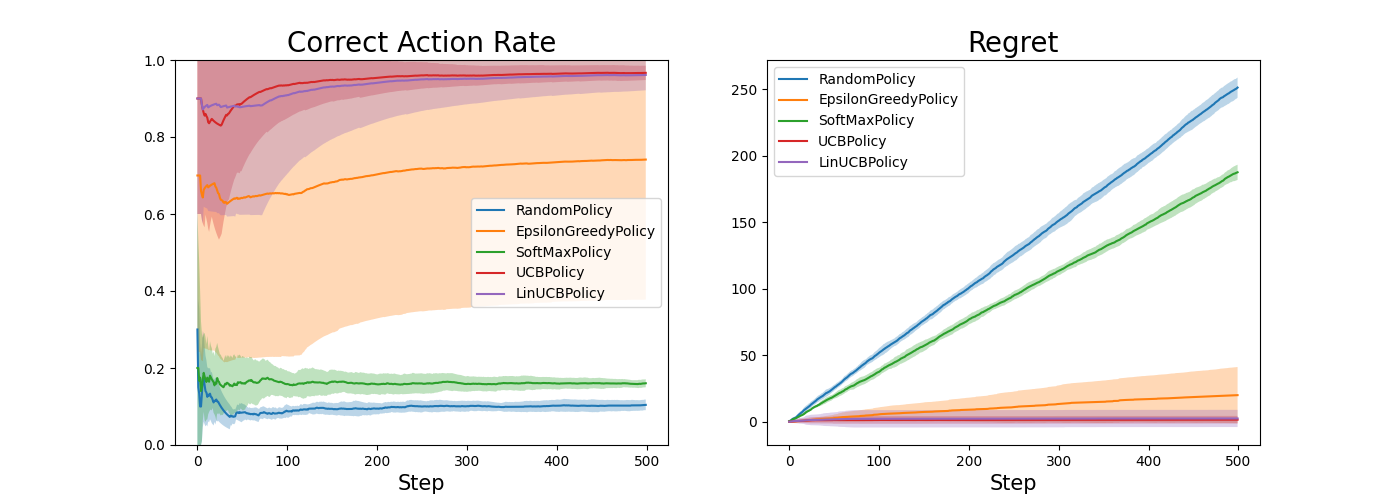 Correct Action Rate
1.0
0.8
0.6
0.4
0.2
0.0
RandomPolicy
EpsilonGreedyPolicy
SoftMaxPolicy
UCBPolicy
LinUCBPolicy
0 100 200 300 400 500
Step
Regret
RandomPolicy
EpsilonGreedyPolicy
SoftMaxPolicy
UCBPolicy
LinUCBPolicy
250
200
150
100
50
0
0 100 200 300 400 500
Step